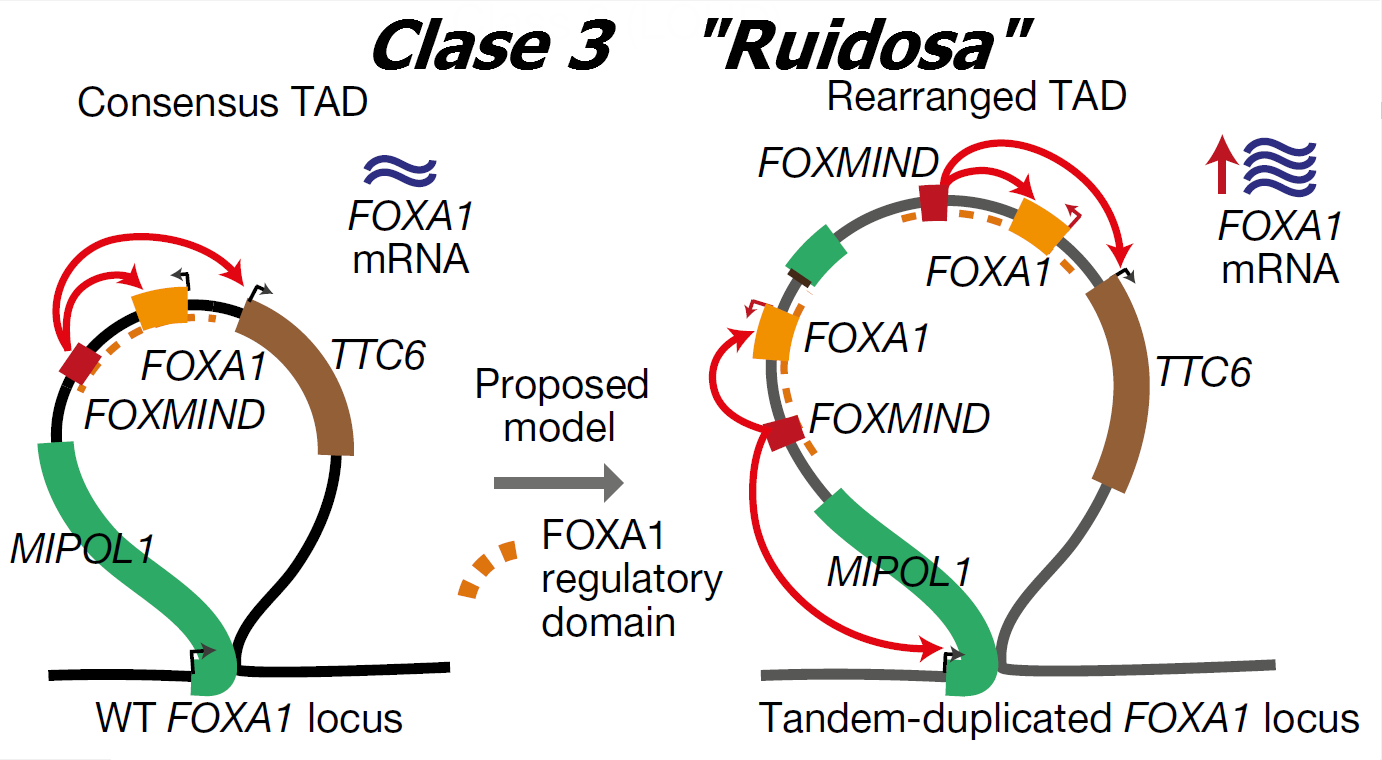 Clase 3 "Ruidosa"
Consensus TAD
FOXA1
mRNA
FOXA1
FOXMIND
TTC6
MIPOL1
WT FOXA1 locus
Proposed
model
FOXA1
regulatory
domain
Rearranged TAD
FOXMIND
FOXA1
mRNA
FOXA1
FOXA1
TTC6
FOXMIND
MIPOL1
Tandem-duplicated FOXA1 locus